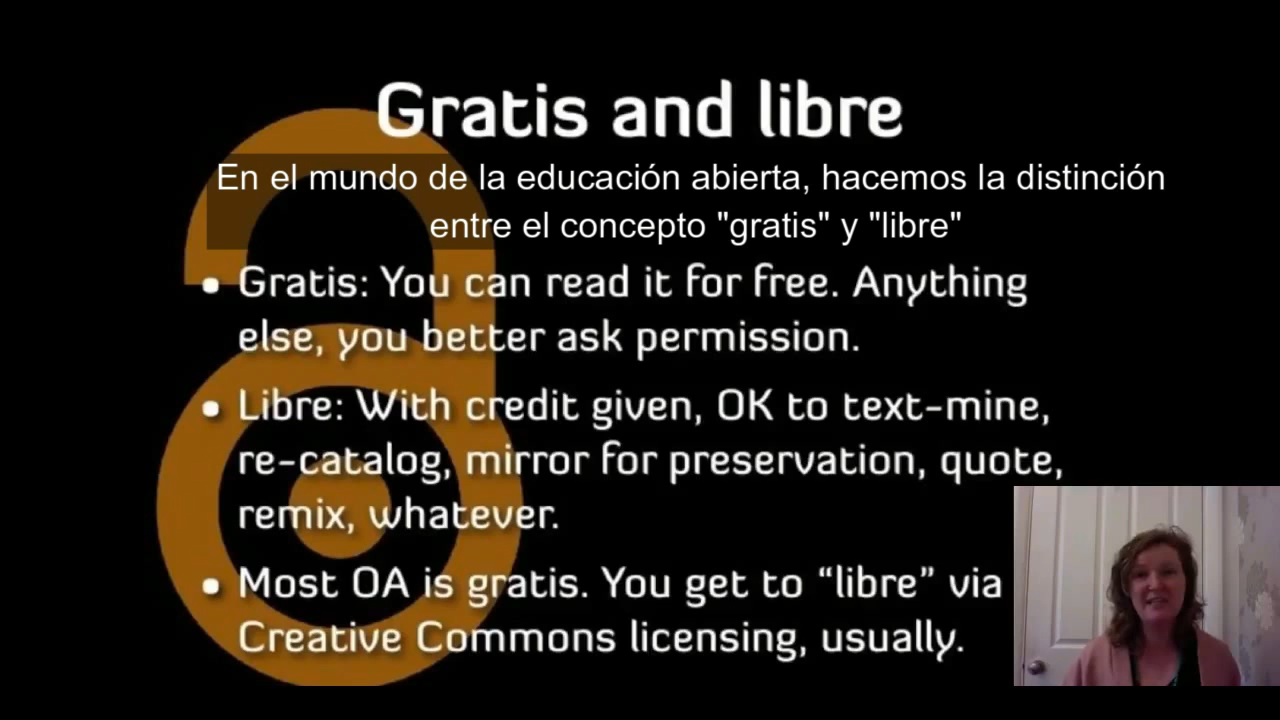 Gratis and libre
En el mundo de la educación abierta, hacemos la distinción
entre el concepto "gratis" y "libre"
• Gratis: You can read it for free. Anything
else, you better ask permission.
• Libre: With credit given, OK to text-mine,
re-catalog, mirror for preservation, quote,
remix, whatever.
• Most OA is gratis. You get to “libre” via
Creative Commons licensing, usually.